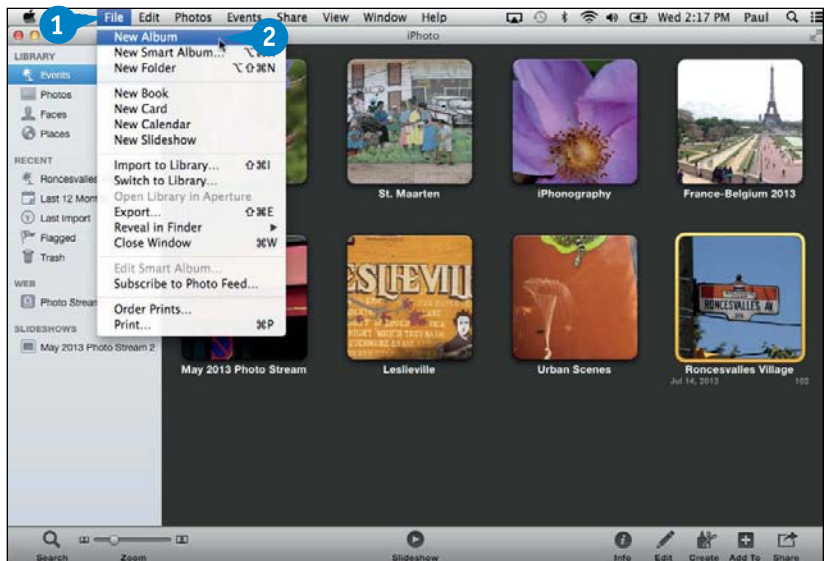 File Edit Photos Events Share View Window Help Wed 2:17 PM Paul
1
2
iPhoto
New Album
New Smart Album...
New Folder ⌥⇧⌘N
New Book
New Card
New Calendar
New Slideshow
Import to Library... ⇧⌘I
Switch to Library...
Open Library in Aperture
Export... ⇧⌘E
Reveal in Finder
Close Window ⌘W
Edit Smart Album...
Subscribe to Photo Feed...
Order Prints...
Print... ⌘P
LIBRARY
Events
Photos
Faces
Places
RECENT
Roncesvalles
Last 12 Mon
Last Import
Flagged
Trash
WEB
Photo Strea
SLIDESHOWS
May 2013 Photo Stream 2
St. Maarten
iPhonography
France-Belgium 2013
SLIEVIL
RONCESVALLES AV
May 2013 Photo Stream
Leslieville
Urban Scenes
Roncesvalles Village
Jul 14, 2013 102
Search
Zoom
Slideshow
Info
Edit
Create
Add To
Share